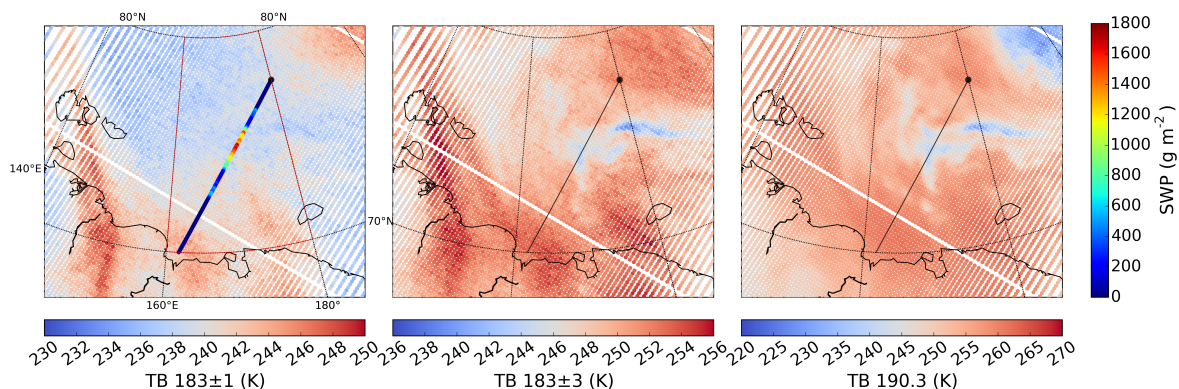 80°N 80°N
140°E
70°N
160°E 180°
230 232 234 236 238 240 242 244 246 248 250
TB 183±1 (K)
236 238 240 242 244 246 248 250 252 254 256
TB 183±3 (K)
220 225 230 235 240 245 250 255 260 265 270
TB 190.3 (K)
1800
1600
1400
1200
1000
800
600
400
200
0
SWP (g m⁻²)